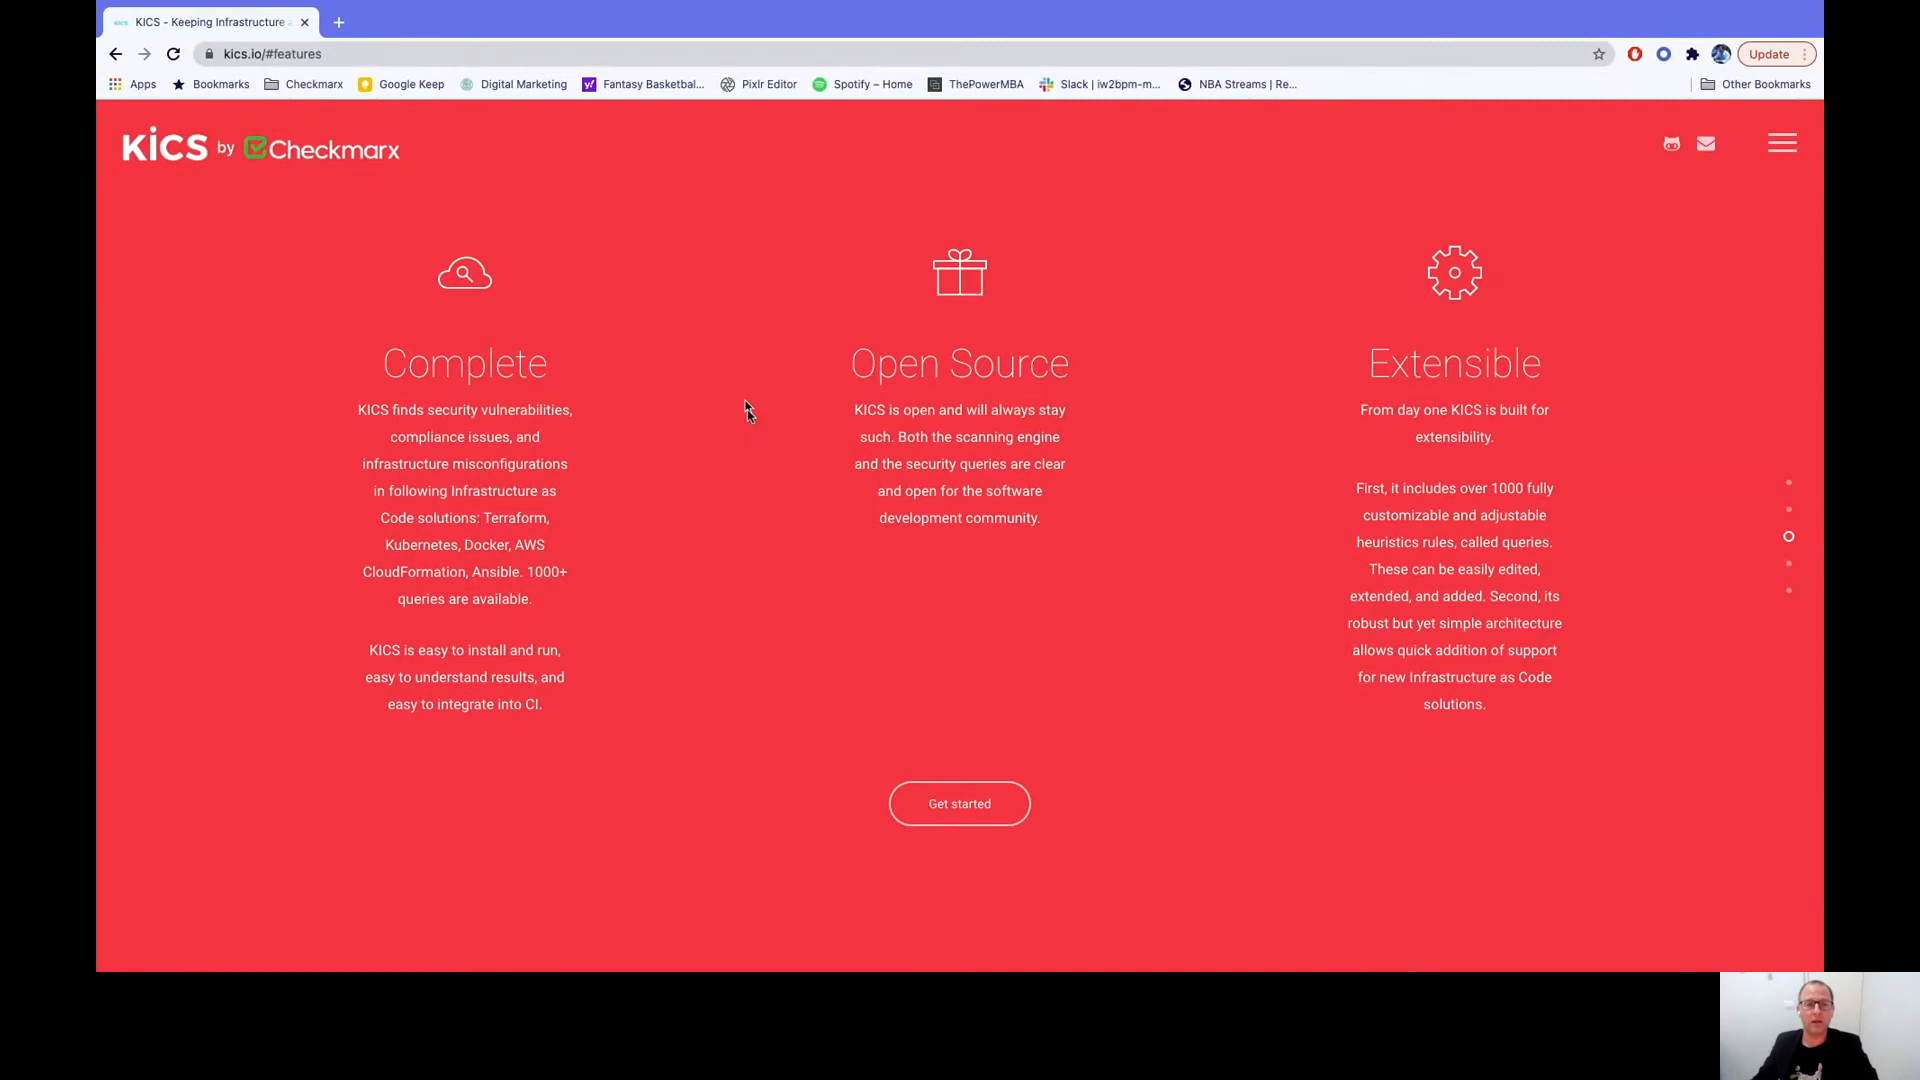 KICS - Keeping Infrastructure
kics.io/#features
Update
Apps
Bookmarks
Checkmarx
Google Keep
Digital Marketing
Fantasy Basketbal...
Pixlr Editor
Spotify – Home
ThePowerMBA
Slack | iw2bpm-m...
NBA Streams | Re...
Other Bookmarks
KiCS by Checkmarx
Complete
KICS finds security vulnerabilities,
compliance issues, and
infrastructure misconfigurations
in following Infrastructure as
Code solutions: Terraform,
Kubernetes, Docker, AWS
CloudFormation, Ansible. 1000+
queries are available.
KICS is easy to install and run,
easy to understand results, and
easy to integrate into CI.
Open Source
KICS is open and will always stay
such. Both the scanning engine
and the security queries are clear
and open for the software
development community.
Extensible
From day one KICS is built for
extensibility.
First, it includes over 1000 fully
customizable and adjustable
heuristics rules, called queries.
These can be easily edited,
extended, and added. Second, its
robust but yet simple architecture
allows quick addition of support
for new Infrastructure as Code
solutions.
Get started